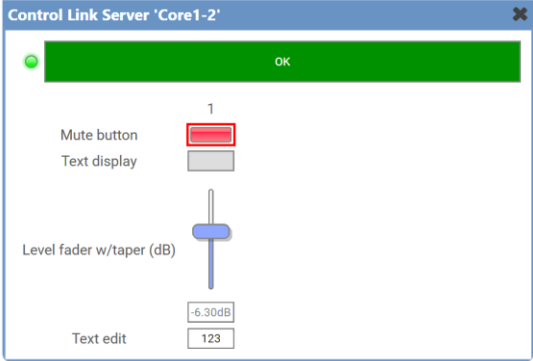 Control Link Server 'Core1-2'
OK
1
Mute button
Text display
Level fader w/taper (dB)
-6.30dB
Text edit 123